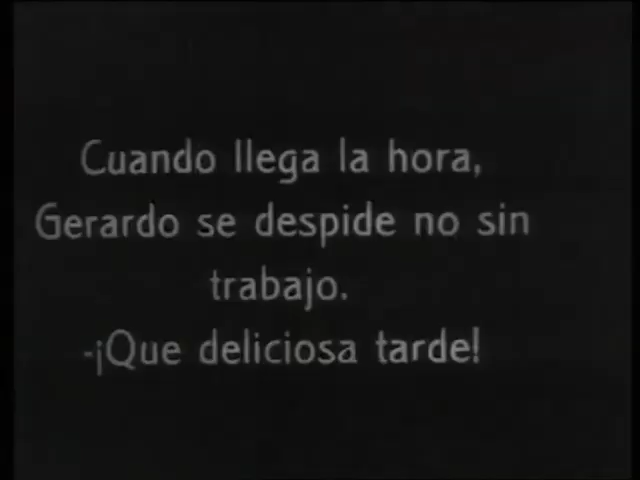 Cuando llega la hora,
Gerardo se despide no sin
trabajo.
-¡Que deliciosa tarde!